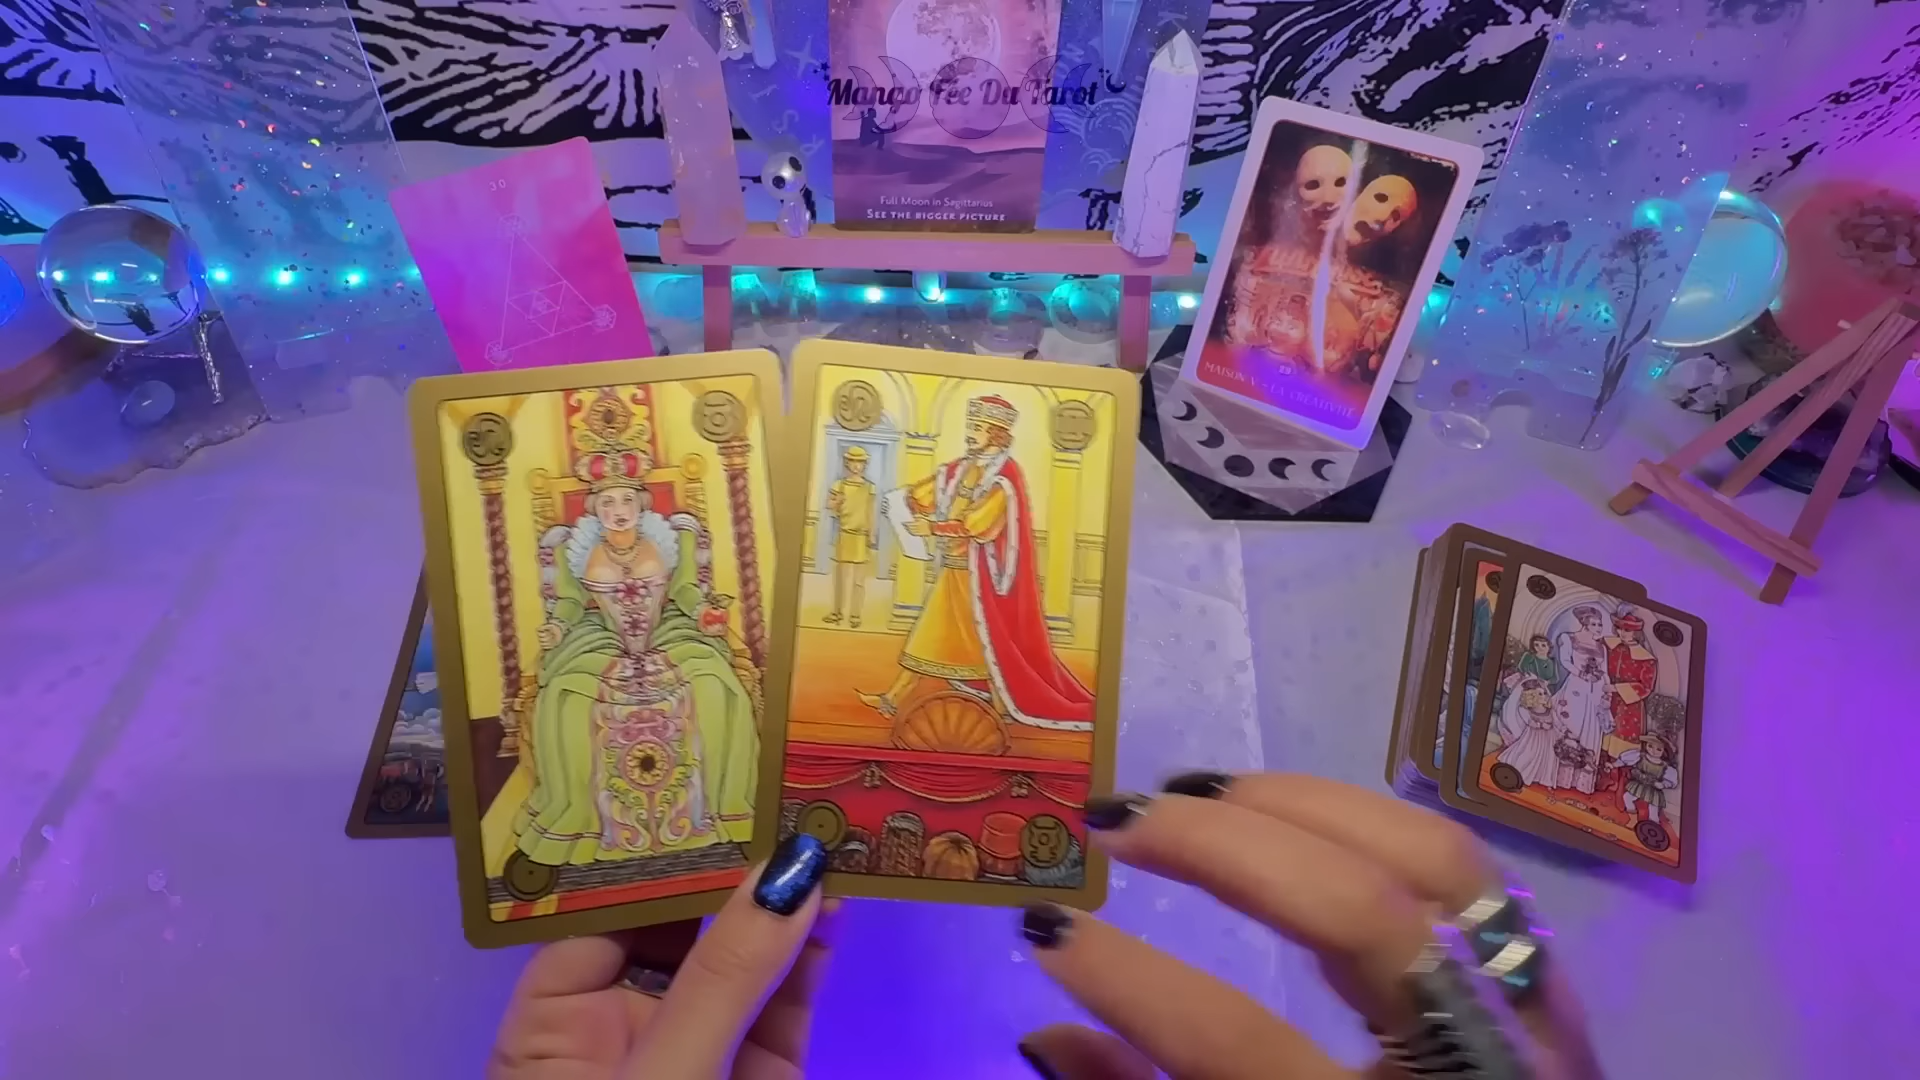 Mango Fée Du Tarot
30
Full Moon in Sagittarius
SEE THE BIGGER PICTURE
MAISON V - LA CRÉATIVITÉ